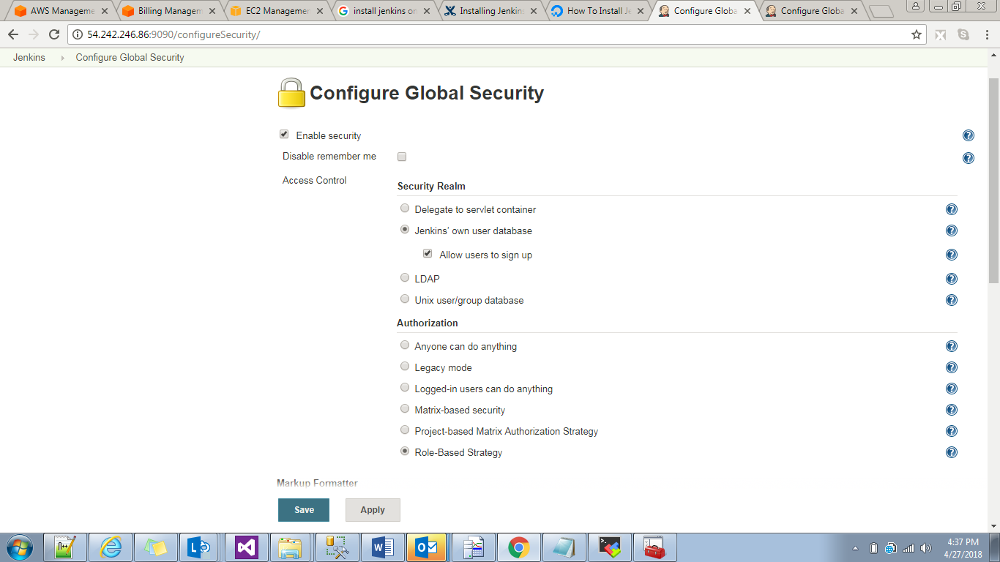 AWS Manageme
Billing Managem
EC2 Managemen
install jenkins on
Installing Jenkins
How To Install Je
Configure Globa
Configure Globa
54.242.246.86:9090/configureSecurity/
Jenkins Configure Global Security
Configure Global Security
Enable security
Disable remember me
Access Control
Security Realm
Delegate to servlet container
Jenkins' own user database
Allow users to sign up
LDAP
Unix user/group database
Authorization
Anyone can do anything
Legacy mode
Logged-in users can do anything
Matrix-based security
Project-based Matrix Authorization Strategy
Role-Based Strategy
Markup Formatter
Save Apply
4:37 PM
4/27/2018